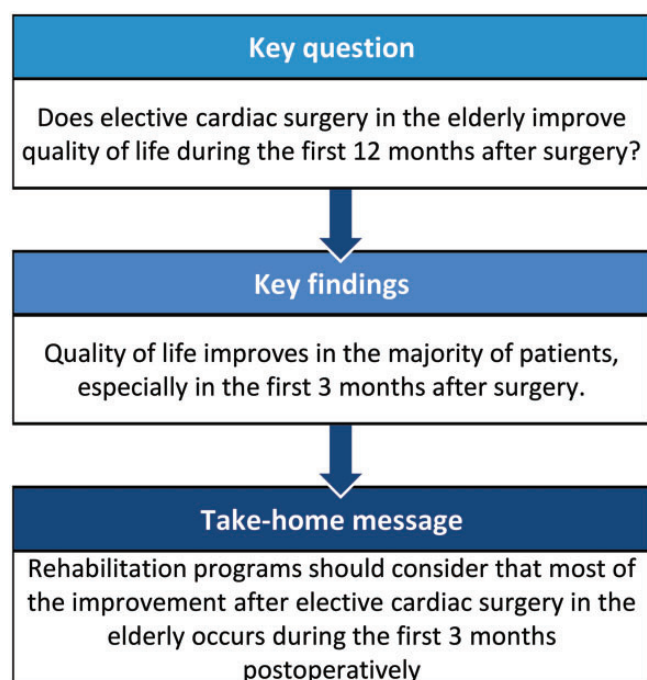 Key question
Does elective cardiac surgery in the elderly improve
quality of life during the first 12 months after surgery?
Key findings
Quality of life improves in the majority of patients,
especially in the first 3 months after surgery.
Take-home message
Rehabilitation programs should consider that most of
the improvement after elective cardiac surgery in the
elderly occurs during the first 3 months
postoperatively